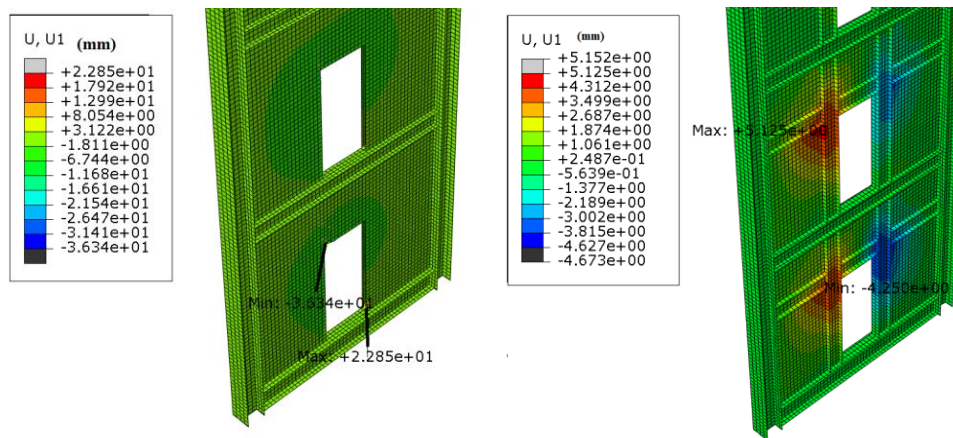 U, U1 (mm)
+2.285e+01
+1.792e+01
+1.299e+01
+8.054e+00
+3.122e+00
-1.811e+00
-6.744e+00
-1.168e+01
-1.661e+01
-2.154e+01
-2.647e+01
-3.141e+01
-3.634e+01
Min: -3.634e+01
Max: +2.285e+01
U, U1 (mm)
+5.152e+00
+5.125e+00
+4.312e+00
+3.499e+00
+2.687e+00
+1.874e+00
+1.061e+00
+2.487e-01
-5.639e-01
-1.377e+00
-2.189e+00
-3.002e+00
-3.815e+00
-4.627e+00
-4.673e+00
Max: +5.125e+00
Min: -4.250e+00